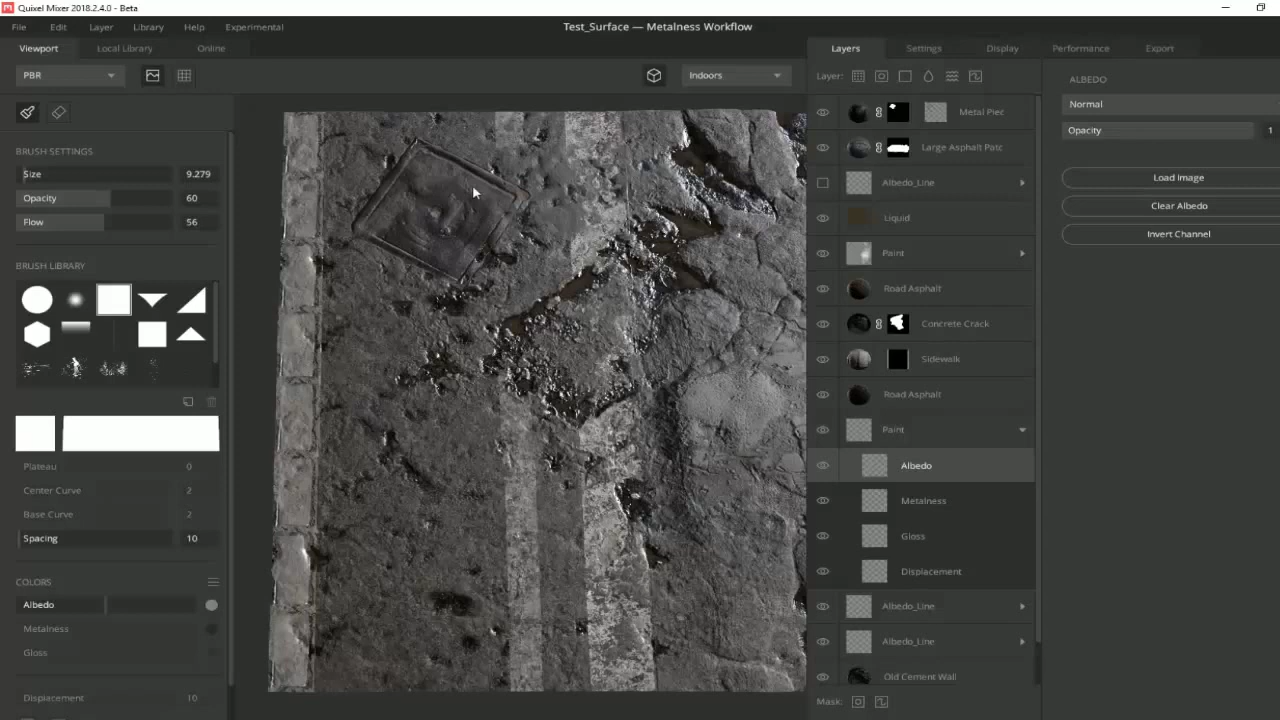 Quixel Mixer 2018.2.4.0 - Beta
File Edit Layer Library Help Experimental
Test_Surface — Metalness Workflow
Viewport Local Library Online
Layers Settings Display Performance Export
PBR
Indoors
Layer:
ALBEDO
Normal
Opacity 1
Load Image
Clear Albedo
Invert Channel
BRUSH SETTINGS
Size 9.279
Opacity 60
Flow 56
BRUSH LIBRARY
Plateau 0
Center Curve 2
Base Curve 2
Spacing 10
COLORS
Albedo
Metalness
Gloss
Displacement 10
Metal Piec
Large Asphalt Patc
Albedo_Line
Liquid
Paint
Road Asphalt
Concrete Crack
Sidewalk
Road Asphalt
Paint
Albedo
Metalness
Gloss
Displacement
Albedo_Line
Albedo_Line
Old Cement Wall
Mask: